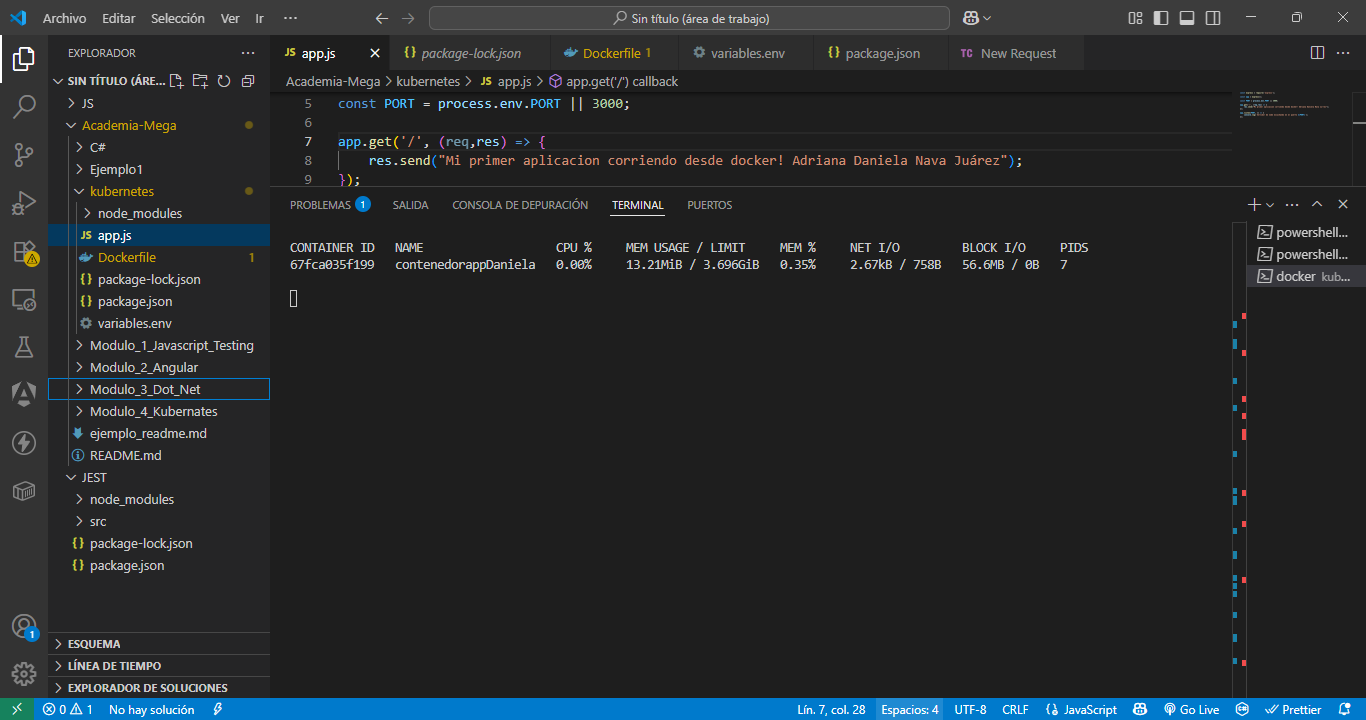 Archivo Editar Selección Ver Ir ··· Sin título (área de trabajo)
EXPLORADOR ···
SIN TÍTULO (ÁRE...
JS
Academia-Mega
C#
Ejemplo1
kubernetes
node_modules
JS app.js
Dockerfile 1
{} package-lock.json
{} package.json
variables.env
Modulo_1_Javascript_Testing
Modulo_2_Angular
Modulo_3_Dot_Net
Modulo_4_Kubernates
ejemplo_readme.md
README.md
JEST
node_modules
src
{} package-lock.json
{} package.json
ESQUEMA
LÍNEA DE TIEMPO
EXPLORADOR DE SOLUCIONES
JS app.js {} package-lock.json Dockerfile 1 variables.env {} package.json TC New Request
Academia-Mega > kubernetes > JS app.js > app.get('/') callback
5 const PORT = process.env.PORT || 3000;
6
7 app.get('/', (req,res) => {
8 res.send("Mi primer aplicacion corriendo desde docker! Adriana Daniela Nava Juárez");
9 });
PROBLEMAS 1 SALIDA CONSOLA DE DEPURACIÓN TERMINAL PUERTOS
CONTAINER ID NAME CPU % MEM USAGE / LIMIT MEM % NET I/O BLOCK I/O PIDS
67fca035f199 contenedorappDaniela 0.00% 13.21MiB / 3.696GiB 0.35% 2.67kB / 758B 56.6MB / 0B 7
powershell...
powershell...
docker kub...
1
0 1 No hay solución Lín. 7, col. 28 Espacios: 4 UTF-8 CRLF {} JavaScript Go Live Prettier